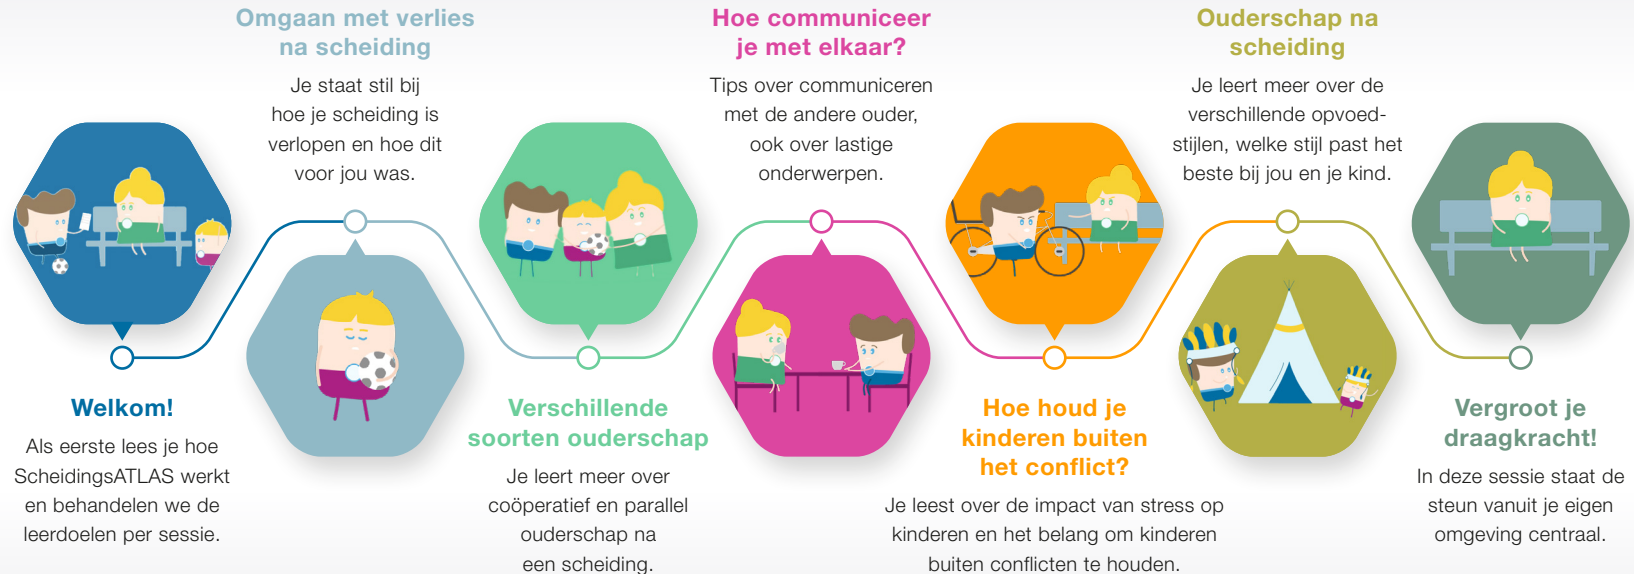 Welkom!
Als eerste lees je hoe
ScheidingsATLAS werkt
en behandelen we de
leerdoelen per sessie.
Omgaan met verlies
na scheiding
Je staat stil bij
hoe je scheiding is
verlopen en hoe dit
voor jou was.
Verschillende
soorten ouderschap
Je leert meer over
coöperatief en parallel
ouderschap na
een scheiding.
Hoe communiceer
je met elkaar?
Tips over communiceren
met de andere ouder,
ook over lastige
onderwerpen.
Hoe houd je
kinderen buiten
het conflict?
Je leest over de impact van stress op
kinderen en het belang om kinderen
buiten conflicten te houden.
Ouderschap na
scheiding
Je leert meer over de
verschillende opvoed-
stijlen, welke stijl past het
beste bij jou en je kind.
Vergroot je
draagkracht!
In deze sessie staat de
steun vanuit je eigen
omgeving centraal.